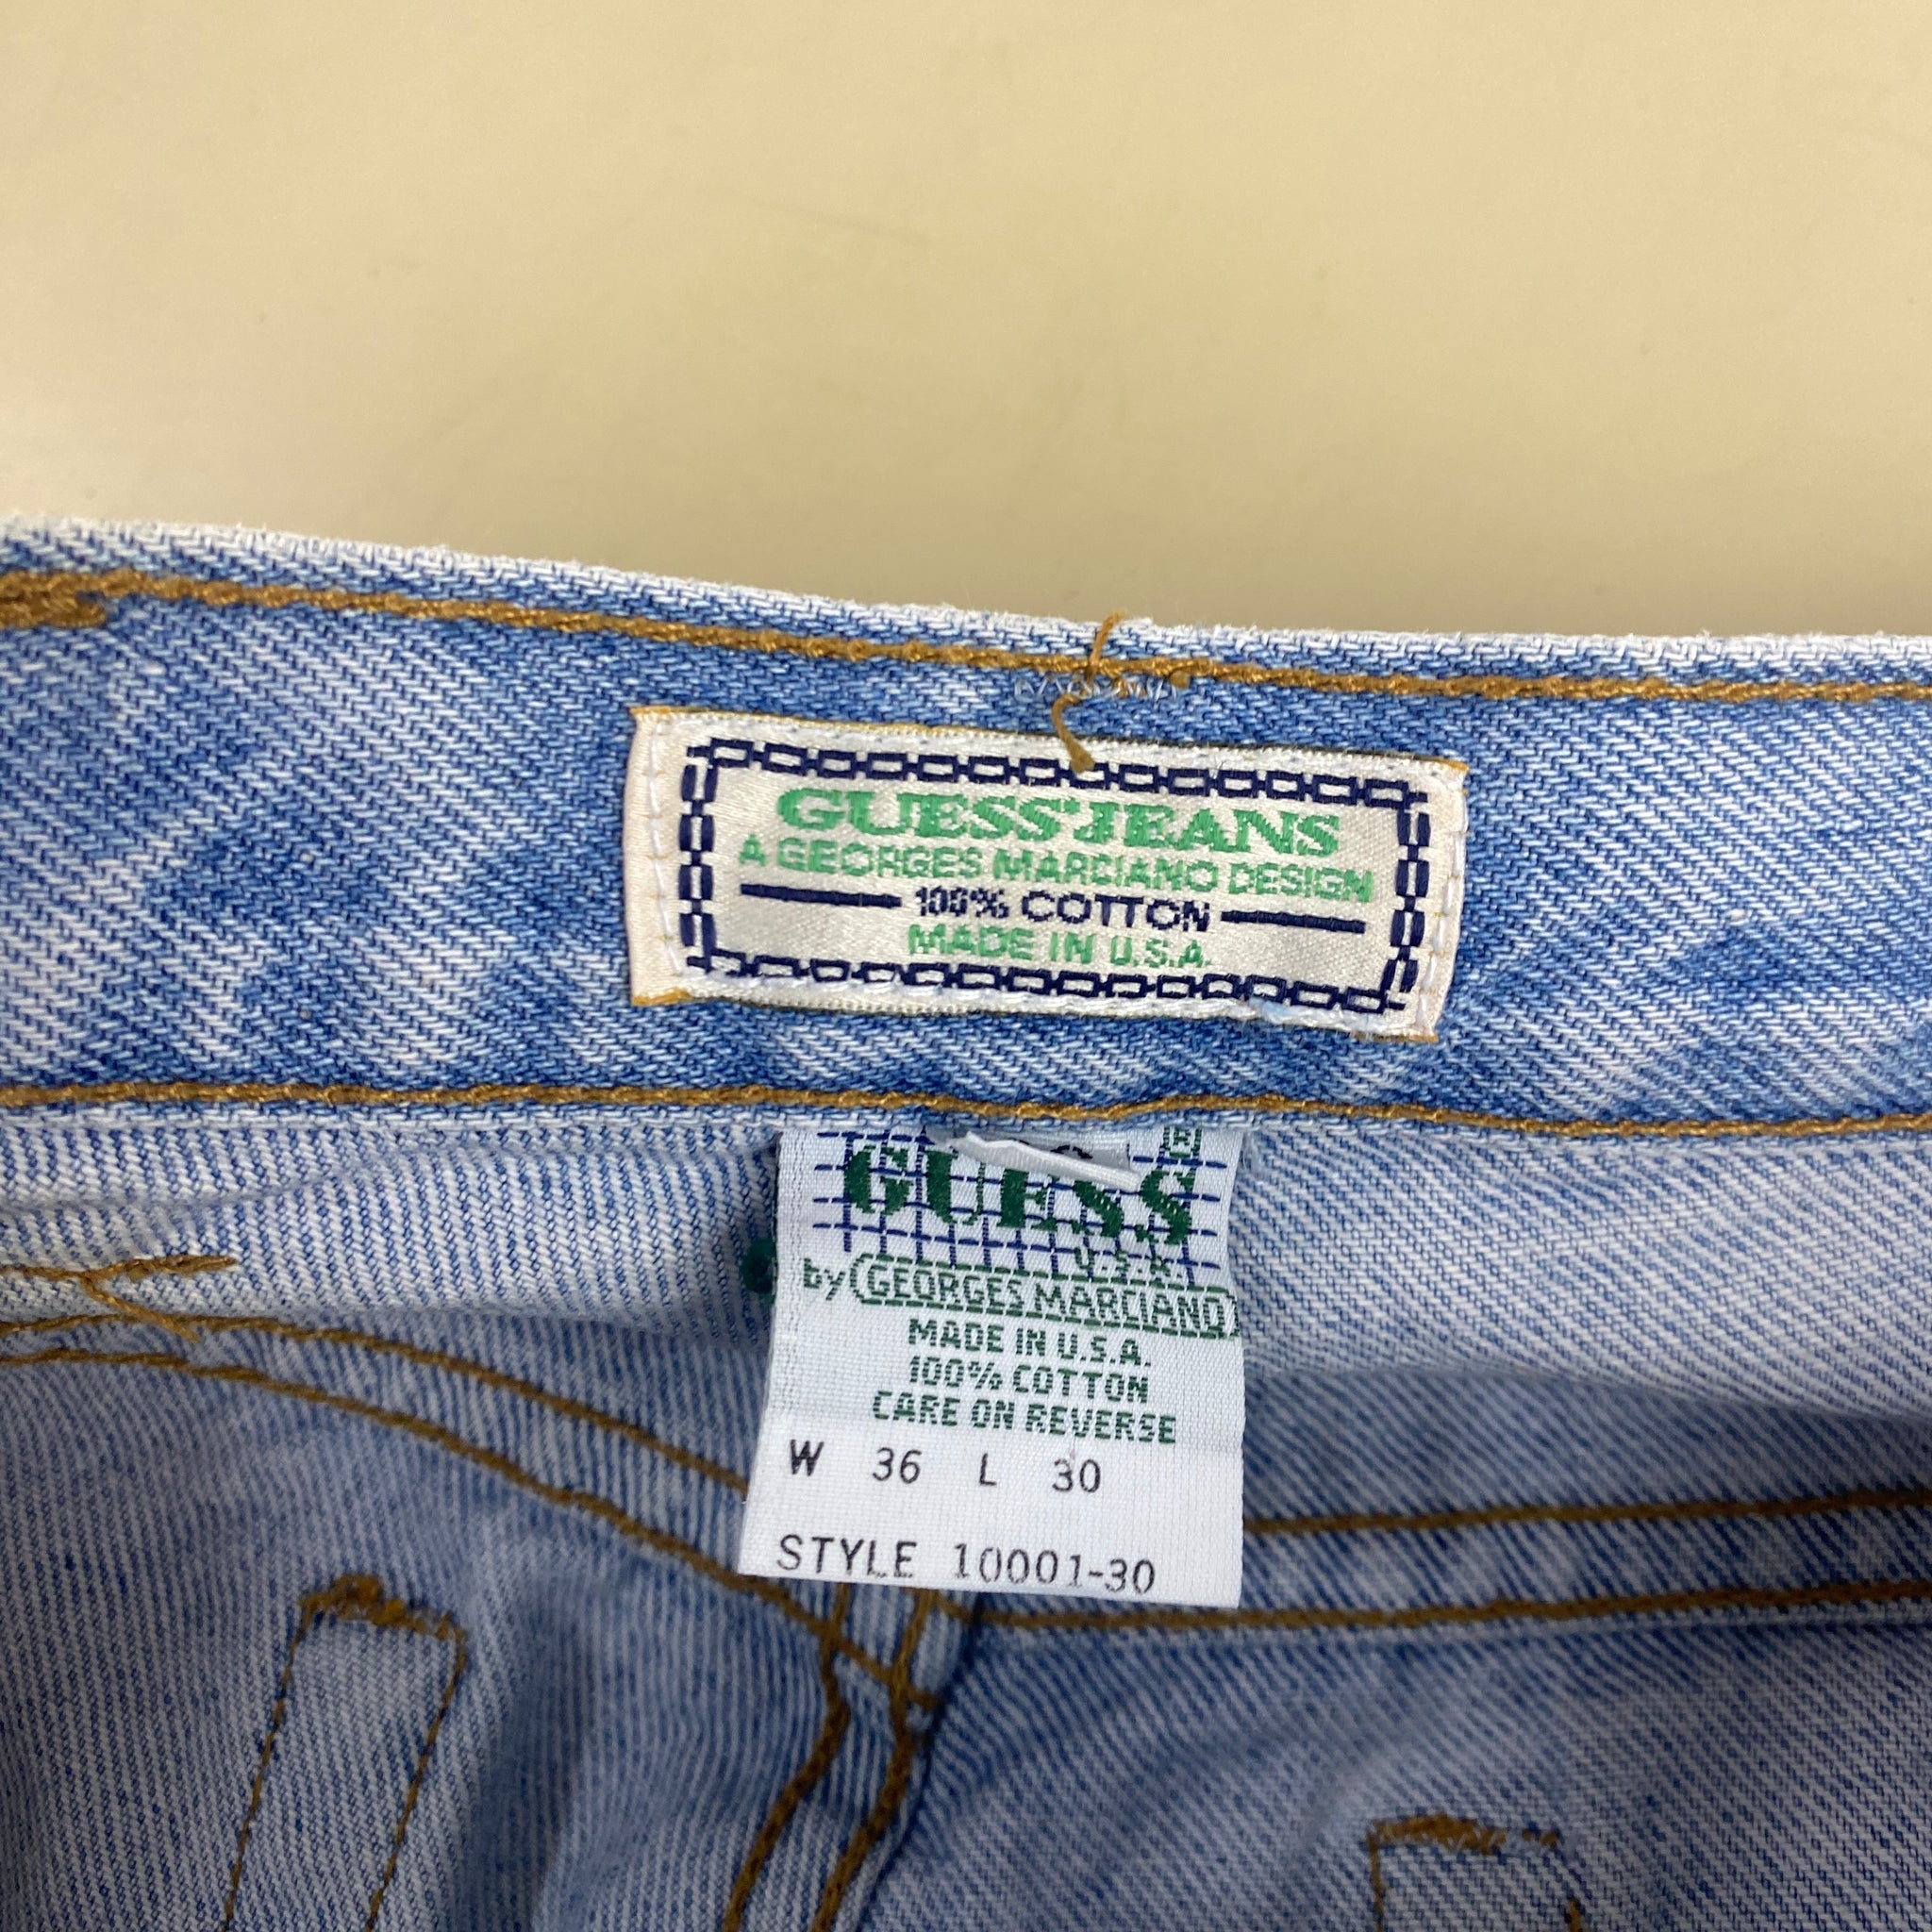 GUESS JEANS
A GEORGES MARCIANO DESIGN
100% COTTON
MADE IN U.S.A.
GUESS ®
U.S.A.
by GEORGES MARCIANO
MADE IN U.S.A.
100% COTTON
CARE ON REVERSE
W 36 L 30
STYLE 10001-30